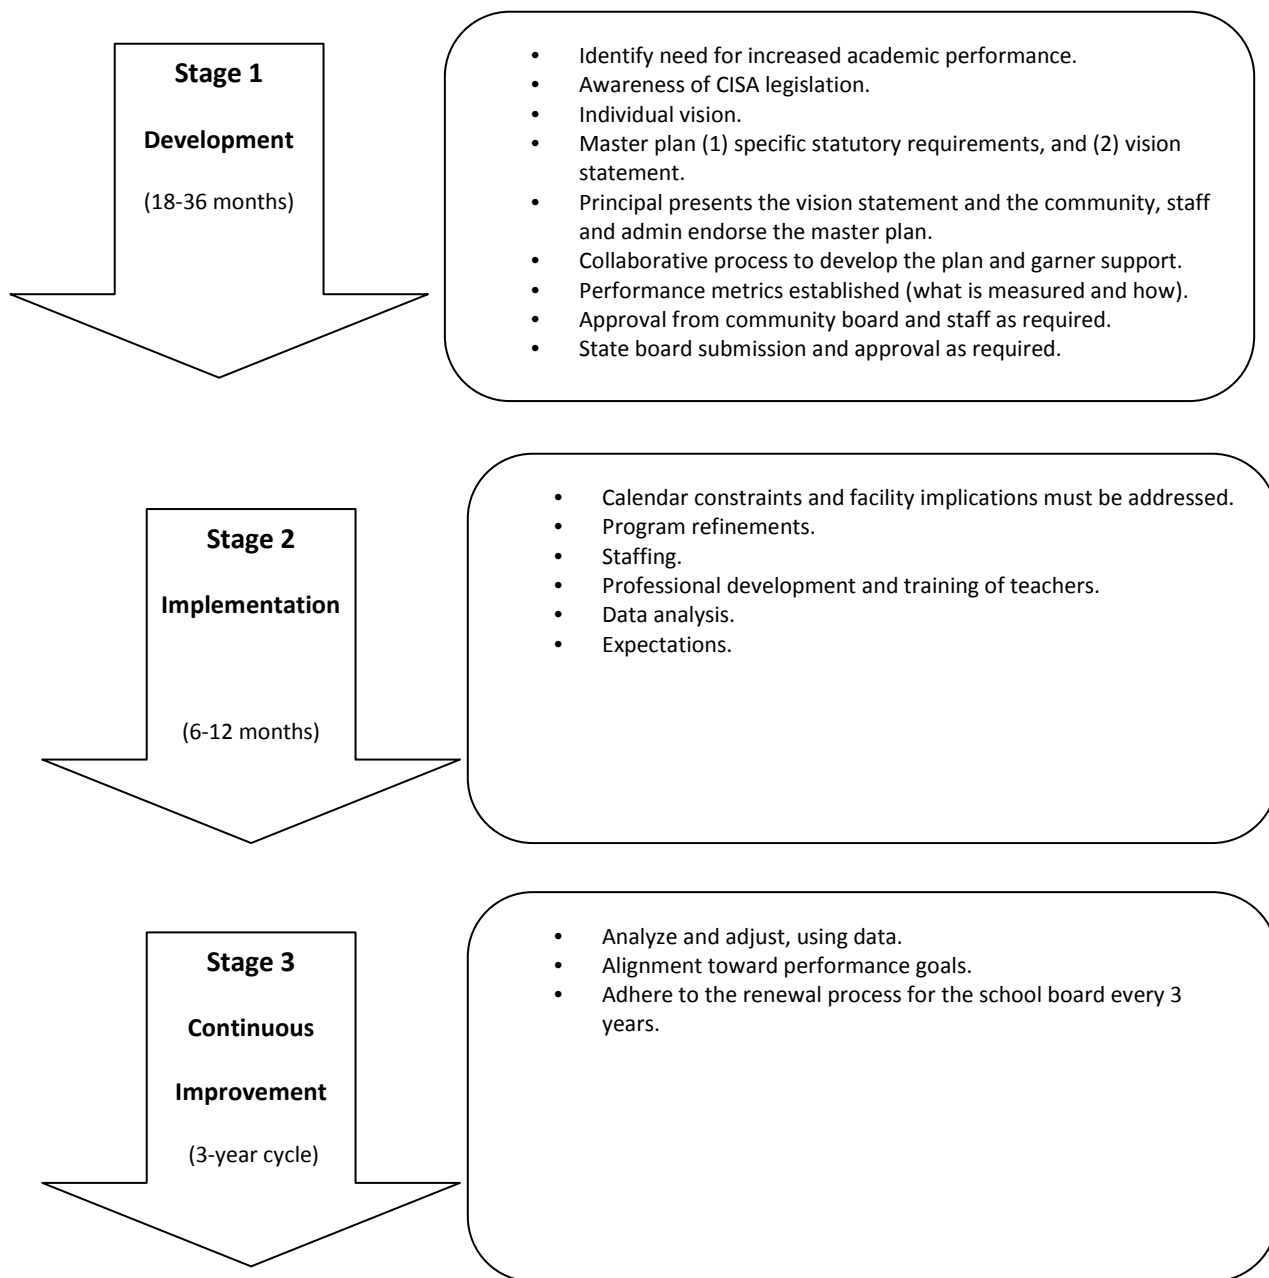 Stage 1
Development
(18-36 months)
• Identify need for increased academic performance.
• Awareness of CISA legislation.
• Individual vision.
• Master plan (1) specific statutory requirements, and (2) vision
statement.
• Principal presents the vision statement and the community, staff
and admin endorse the master plan.
• Collaborative process to develop the plan and garner support.
• Performance metrics established (what is measured and how).
• Approval from community board and staff as required.
• State board submission and approval as required.
Stage 2
Implementation
(6-12 months)
• Calendar constraints and facility implications must be addressed.
• Program refinements.
• Staffing.
• Professional development and training of teachers.
• Data analysis.
• Expectations.
Stage 3
Continuous
Improvement
(3-year cycle)
• Analyze and adjust, using data.
• Alignment toward performance goals.
• Adhere to the renewal process for the school board every 3
years.